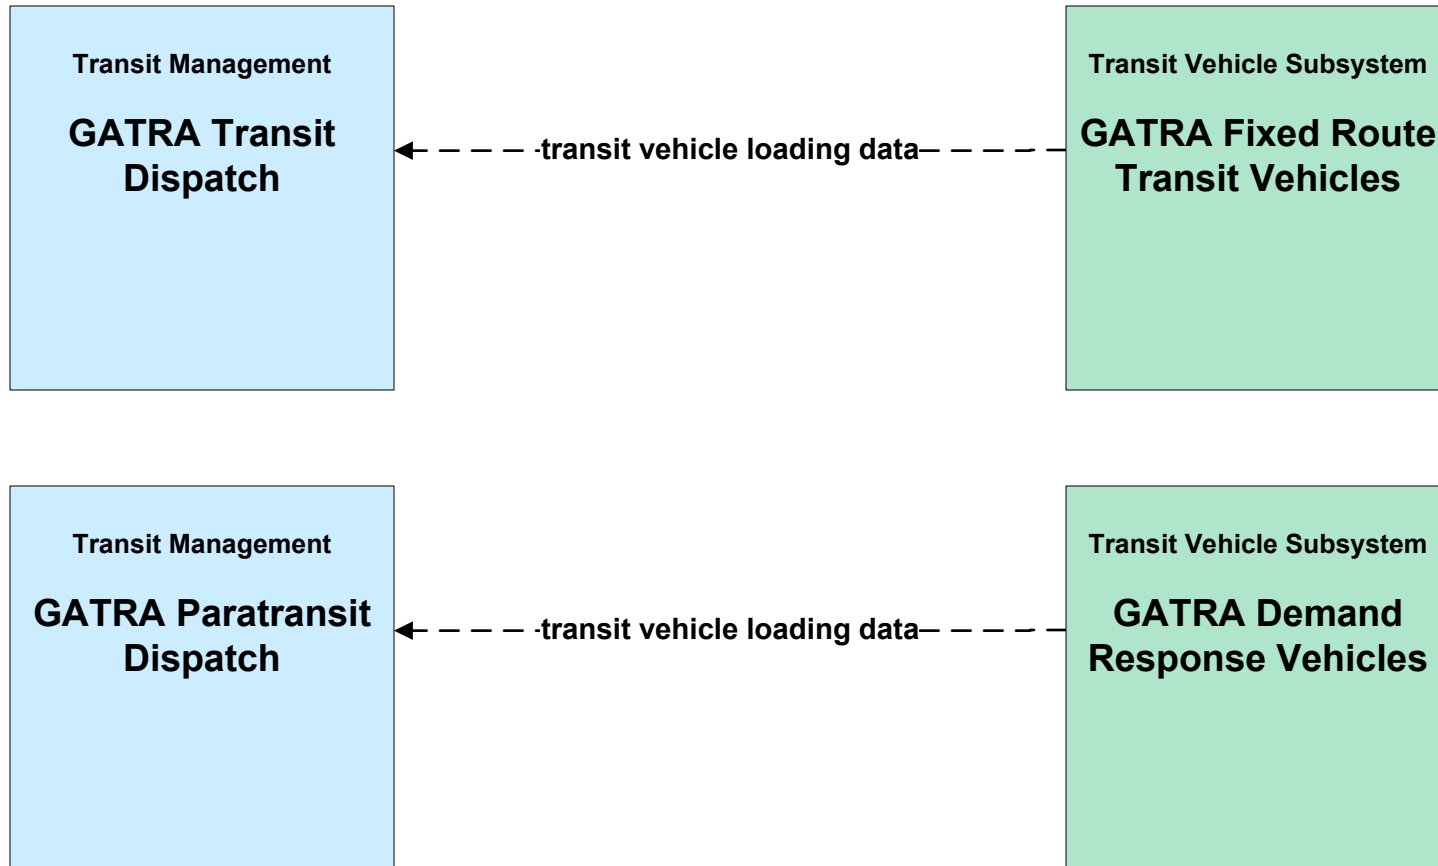 Transit Management
GATRA Transit
Dispatch
transit vehicle loading data
Transit Vehicle Subsystem
GATRA Fixed Route
Transit Vehicles
Transit Management
GATRA Paratransit
Dispatch
transit vehicle loading data
Transit Vehicle Subsystem
GATRA Demand
Response Vehicles